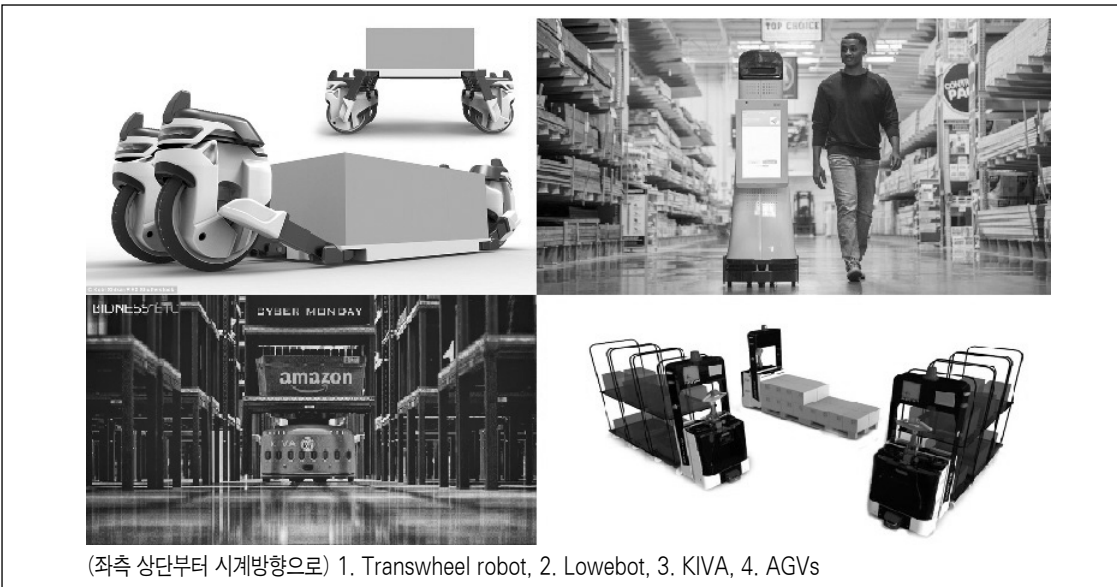 TOP CHOICE
CYBER MONDAY
amazon
(좌측 상단부터 시계방향으로) 1. Transwheel robot, 2. Lowebot, 3. KIVA, 4. AGVs